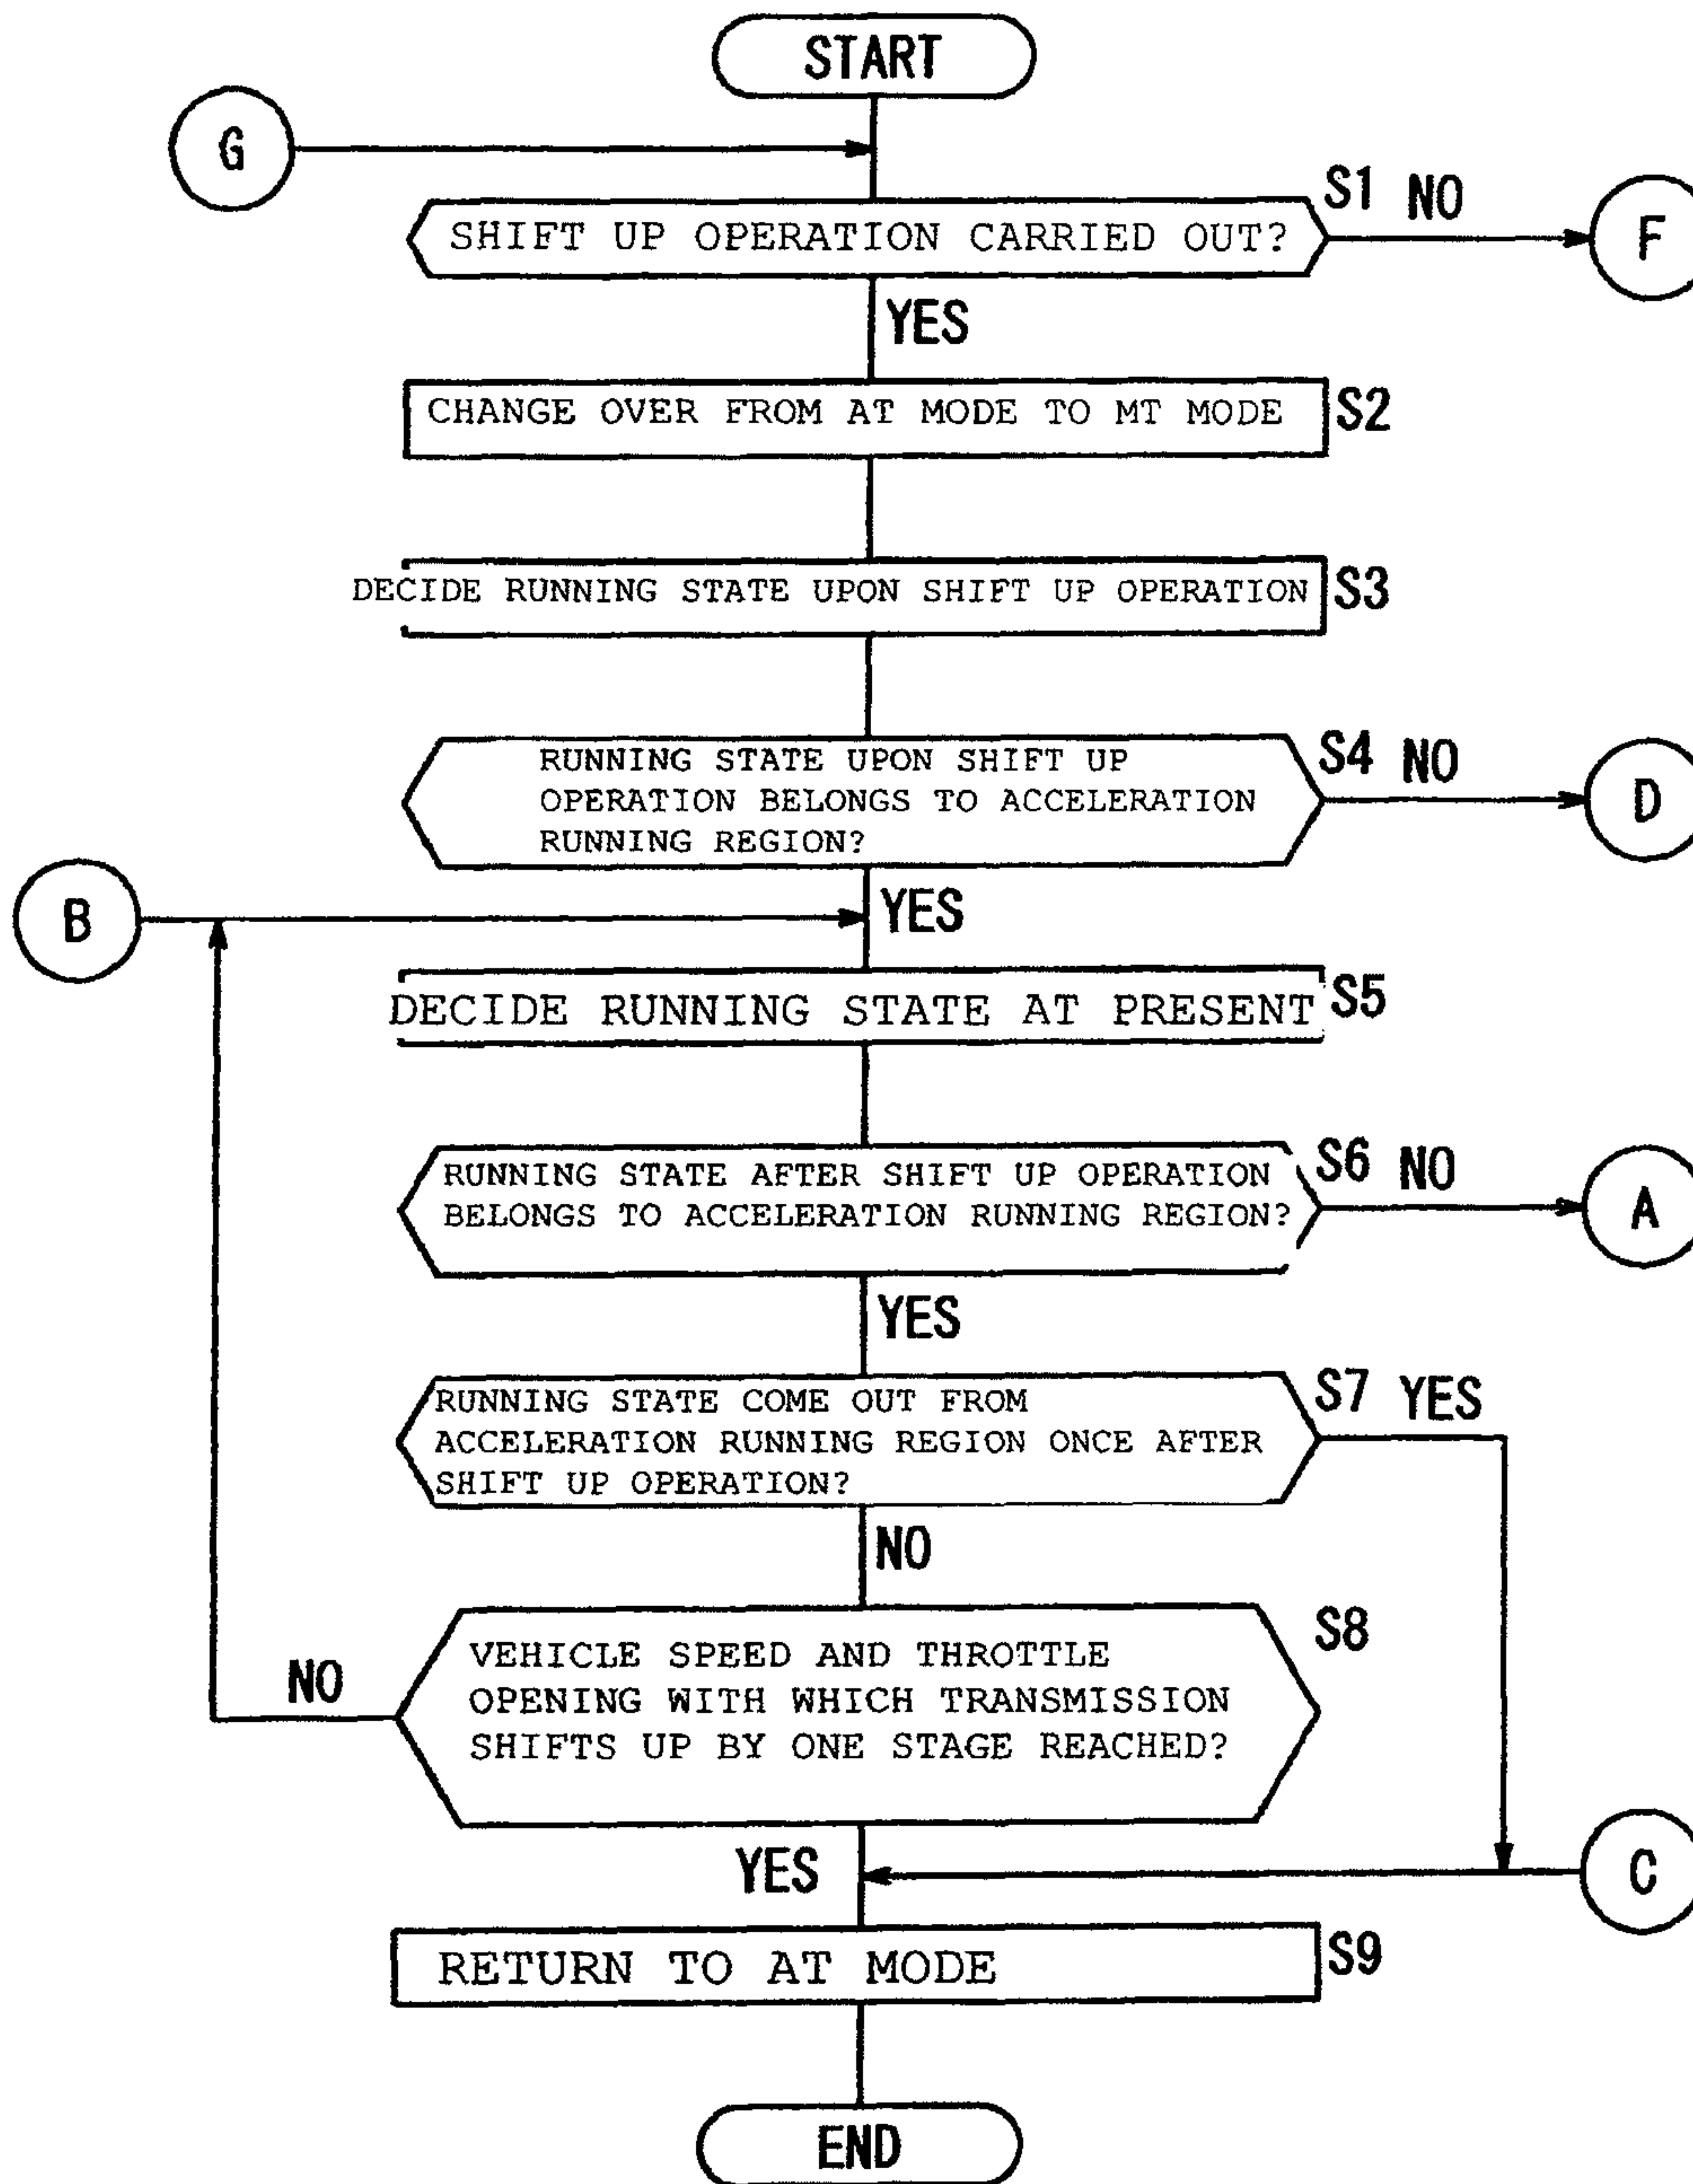 START
G
S1 NO
SHIFT UP OPERATION CARRIED OUT?
F
YES
CHANGE OVER FROM AT MODE TO MT MODE
S2
DECIDE RUNNING STATE UPON SHIFT UP OPERATION
S3
S4 NO
RUNNING STATE UPON SHIFT UP
OPERATION BELONGS TO ACCELERATION
RUNNING REGION?
D
B
YES
DECIDE RUNNING STATE AT PRESENT
S5
S6 NO
RUNNING STATE AFTER SHIFT UP OPERATION
BELONGS TO ACCELERATION RUNNING REGION?
A
YES
S7 YES
RUNNING STATE COME OUT FROM
ACCELERATION RUNNING REGION ONCE AFTER
SHIFT UP OPERATION?
NO
S8
VEHICLE SPEED AND THROTTLE
OPENING WITH WHICH TRANSMISSION
SHIFTS UP BY ONE STAGE REACHED?
NO
YES
C
RETURN TO AT MODE
S9
END